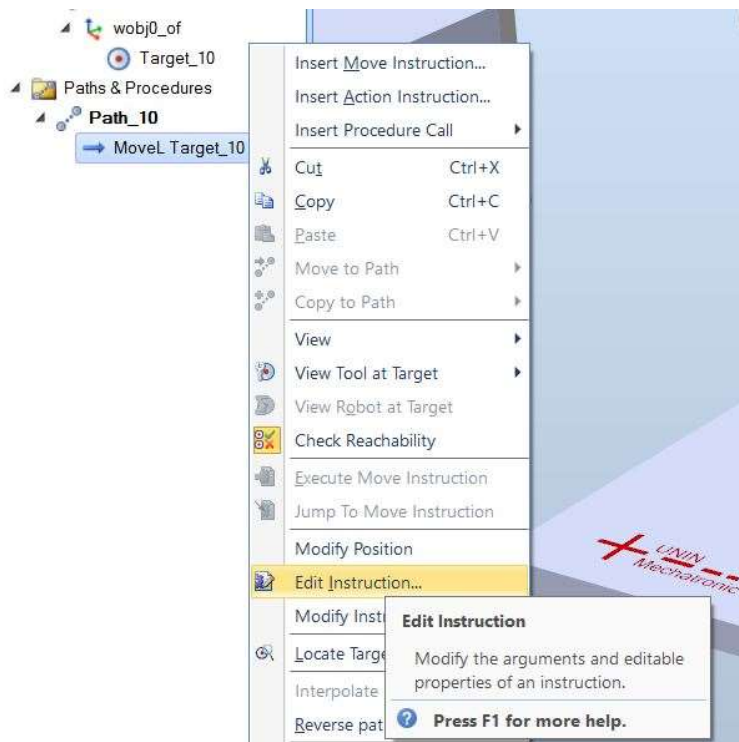 wobj0_of
Target_10
Paths & Procedures
Path_10
MoveL Target_10
Insert Move Instruction...
Insert Action Instruction...
Insert Procedure Call
Cut Ctrl+X
Copy Ctrl+C
Paste Ctrl+V
Move to Path
Copy to Path
View
View Tool at Target
View Robot at Target
Check Reachability
Execute Move Instruction
Jump To Move Instruction
Modify Position
Edit Instruction...
Modify Inst
Locate Targe
Interpolate
Reverse pat
Edit Instruction
Modify the arguments and editable
properties of an instruction.
Press F1 for more help.
UNIN
Mechatronic